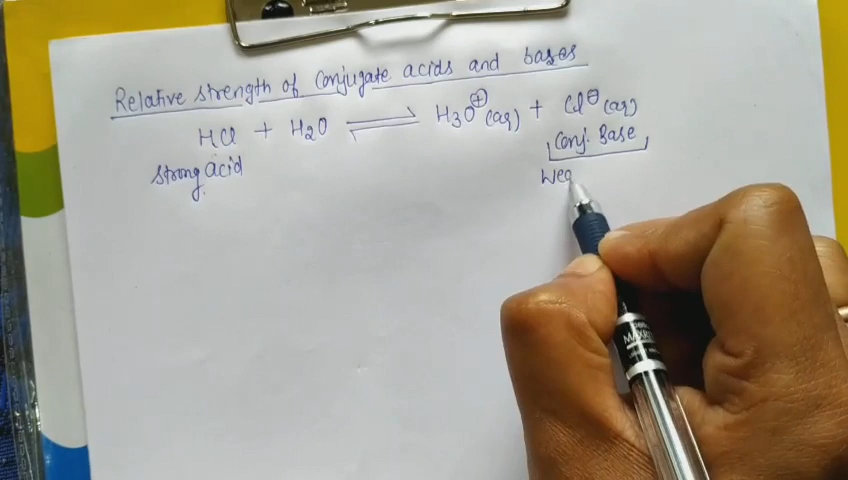 Relative strength of conjugate acids and bases
HCl + H₂O ⇌ H₃O⊕(aq) + Cl⊖(aq)
Conj. Base
strong acid
Wea